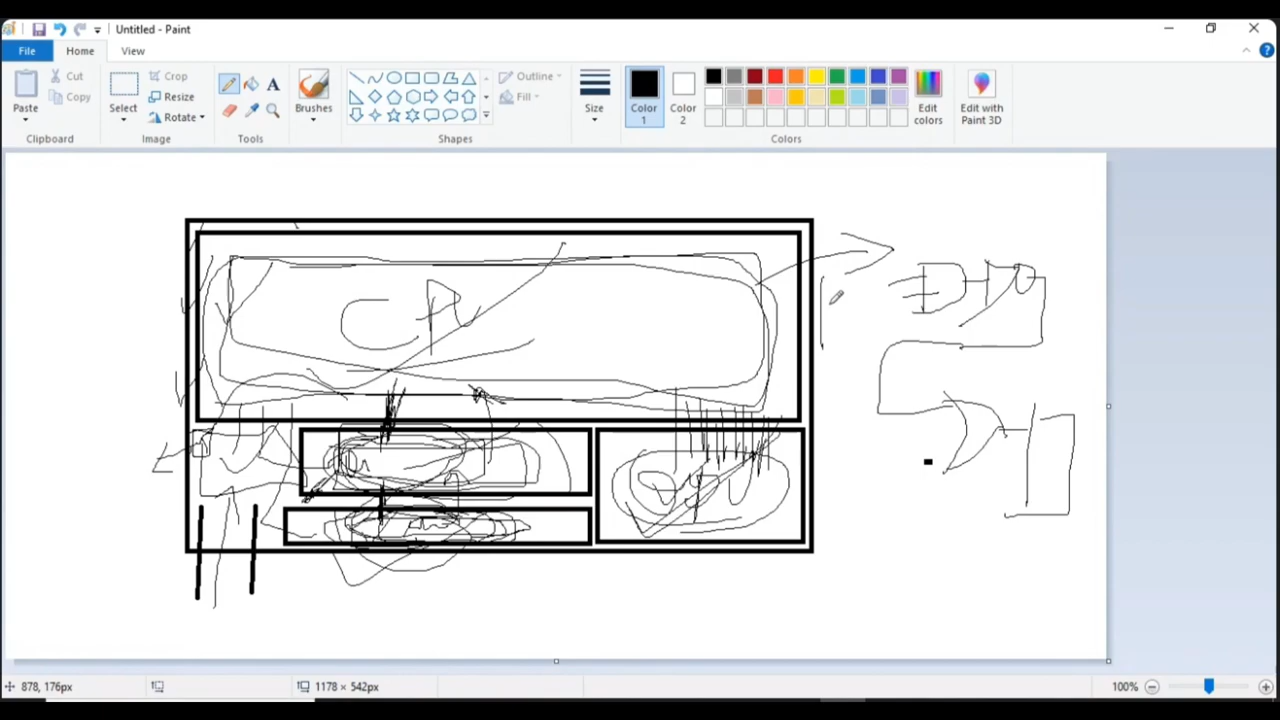 Untitled - Paint
File Home View
Paste
Cut
Copy
Clipboard
Select
Crop
Resize
Rotate
Image
A
Tools
Brushes
Outline
Fill
Shapes
Size
Color 1
Color 2
Edit colors
Colors
Edit with Paint 3D
878, 176px
1178 × 542px
100%